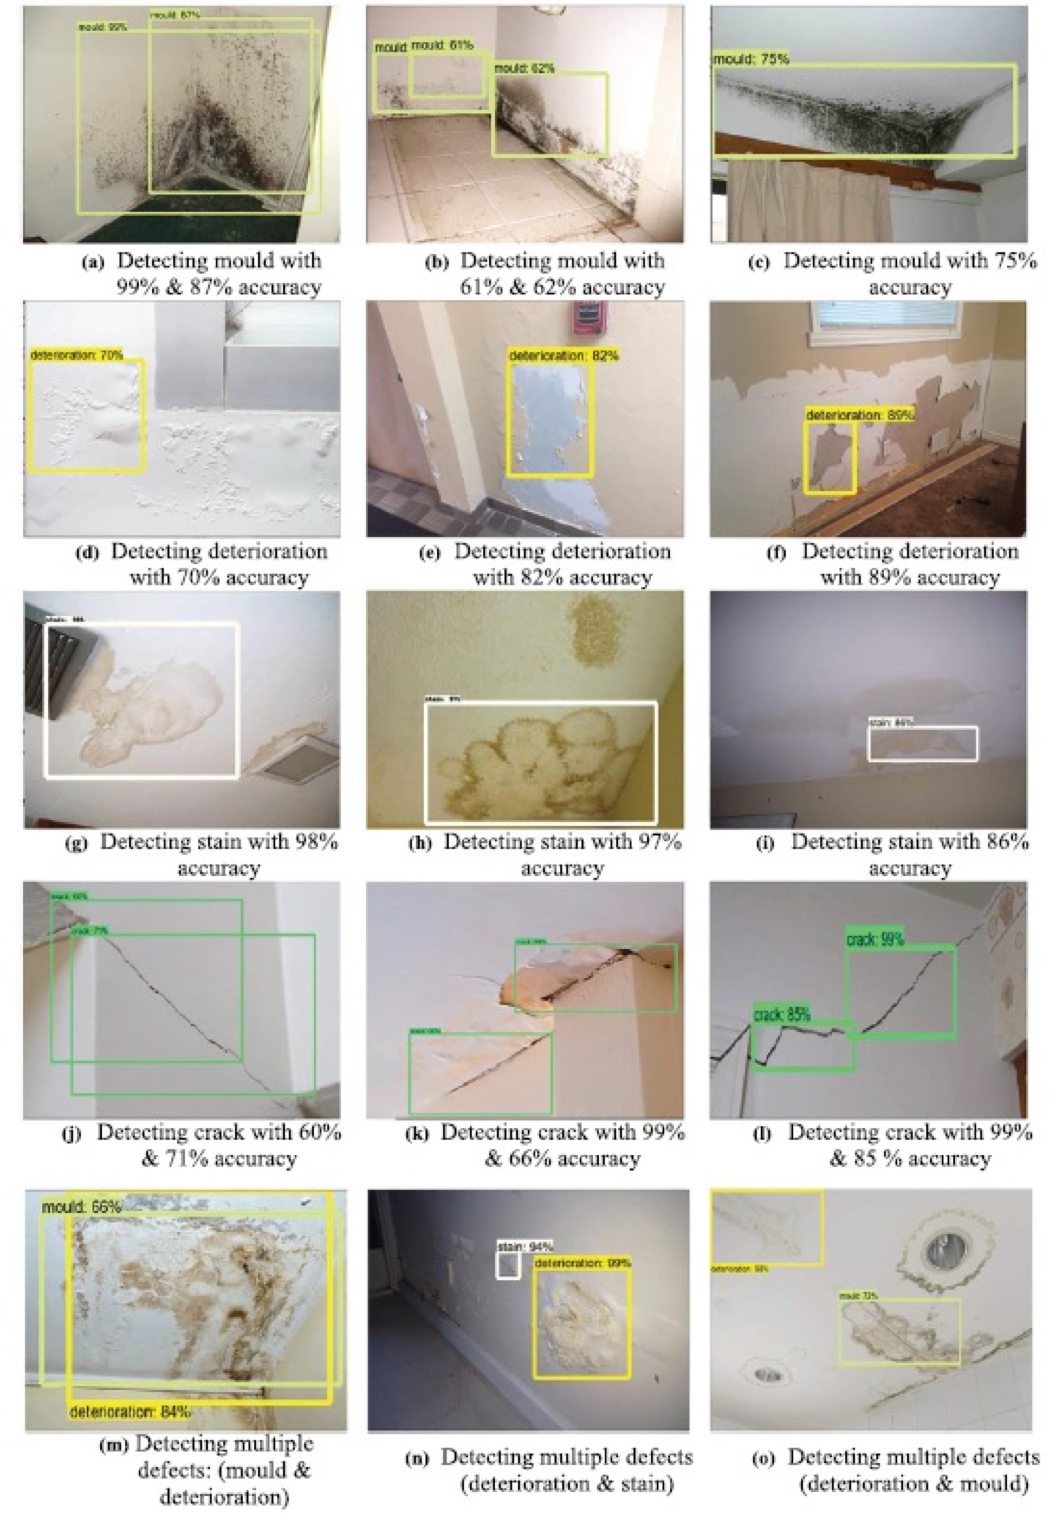 mould: 99%
mould: 87%
mould
mould: 61%
mould: 62%
mould: 75%
(a) Detecting mould with
99% & 87% accuracy
(b) Detecting mould with
61% & 62% accuracy
(c) Detecting mould with 75%
accuracy
deterioration: 70%
deterioration: 82%
deterioration: 89%
(d) Detecting deterioration
with 70% accuracy
(e) Detecting deterioration
with 82% accuracy
(f) Detecting deterioration
with 89% accuracy
stain: 98%
stain: 97%
stain: 86%
(g) Detecting stain with 98%
accuracy
(h) Detecting stain with 97%
accuracy
(i) Detecting stain with 86%
accuracy
crack: 60%
crack: 71%
crack: 99%
crack:
crack: 99%
crack: 85%
(j) Detecting crack with 60%
& 71% accuracy
(k) Detecting crack with 99%
& 66% accuracy
(l) Detecting crack with 99%
& 85 % accuracy
mould: 66%
deterioration: 84%
stain: 94%
deterioration: 99%
deterioration:
mould: 72%
(m) Detecting multiple
defects: (mould &
deterioration)
(n) Detecting multiple defects
(deterioration & stain)
(o) Detecting multiple defects
(deterioration & mould)